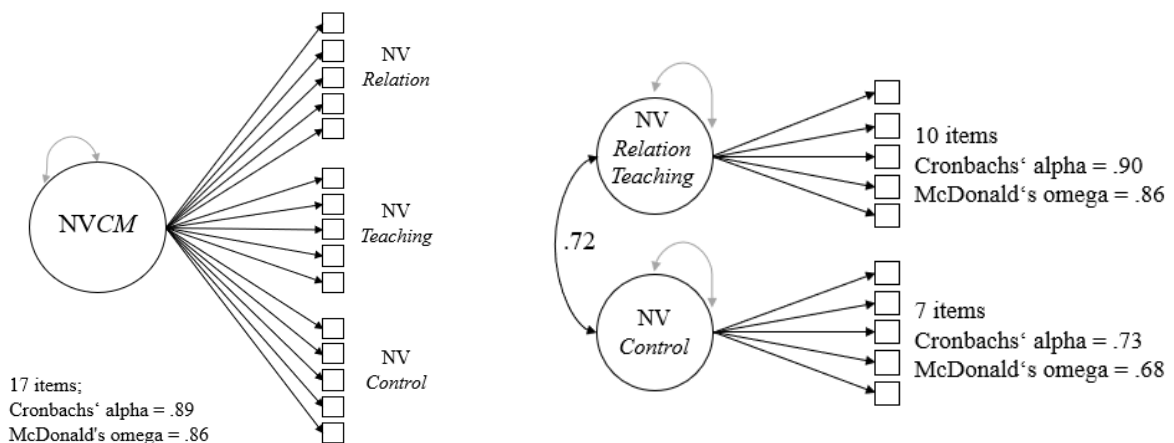 NV
Relation
NVCM
NV
Teaching
NV
Control
17 items;
Cronbachs‘ alpha = .89
McDonald's omega = .86
NV
Relation
Teaching
10 items
Cronbachs‘ alpha = .90
McDonald‘s omega = .86
.72
NV
Control
7 items
Cronbachs‘ alpha = .73
McDonald‘s omega = .68